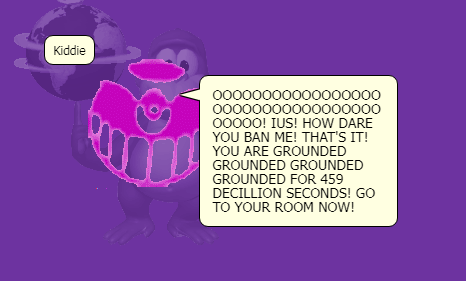 Kiddie
OOOOOOOOOOOOOOOOO
OOOOOOOOOOOOOOOOO
OOOOO! IUS! HOW DARE
YOU BAN ME! THAT'S IT!
YOU ARE GROUNDED
GROUNDED GROUNDED
GROUNDED FOR 459
DECILLION SECONDS! GO
TO YOUR ROOM NOW!